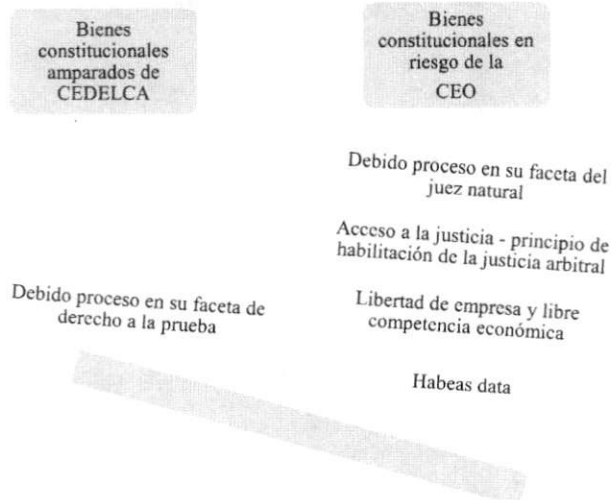 Bienes
constitucionales
amparados de
CEDELCA
Bienes
constitucionales en
riesgo de la
CEO
Debido proceso en su faceta de
derecho a la prueba
Debido proceso en su faceta del
juez natural
Acceso a la justicia - principio de
habilitación de la justicia arbitral
Libertad de empresa y libre
competencia económica
Habeas data